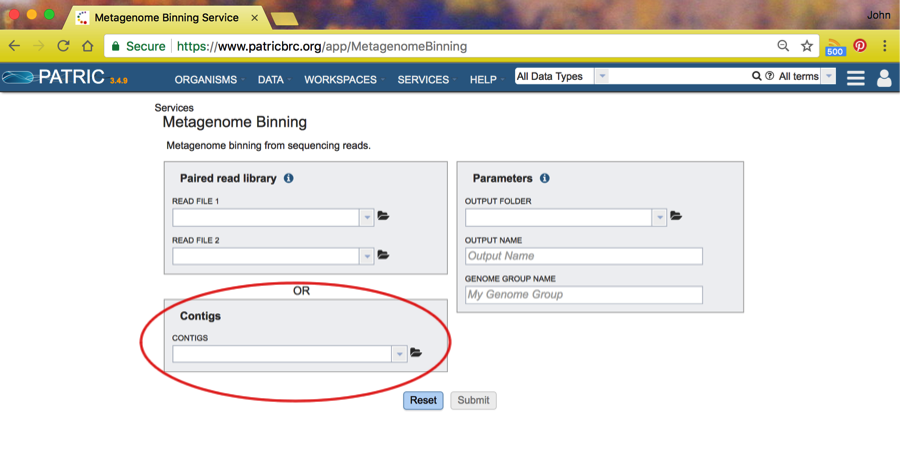 Metagenome Binning Service
John
Secure https://www.patricbrc.org/app/MetagenomeBinning
500
PATRIC 3.4.9 ORGANISMS DATA WORKSPACES SERVICES HELP All Data Types All terms
Services
Metagenome Binning
Metagenome binning from sequencing reads.
Paired read library
READ FILE 1
READ FILE 2
OR
Contigs
CONTIGS
Parameters
OUTPUT FOLDER
OUTPUT NAME
Output Name
GENOME GROUP NAME
My Genome Group
Reset Submit